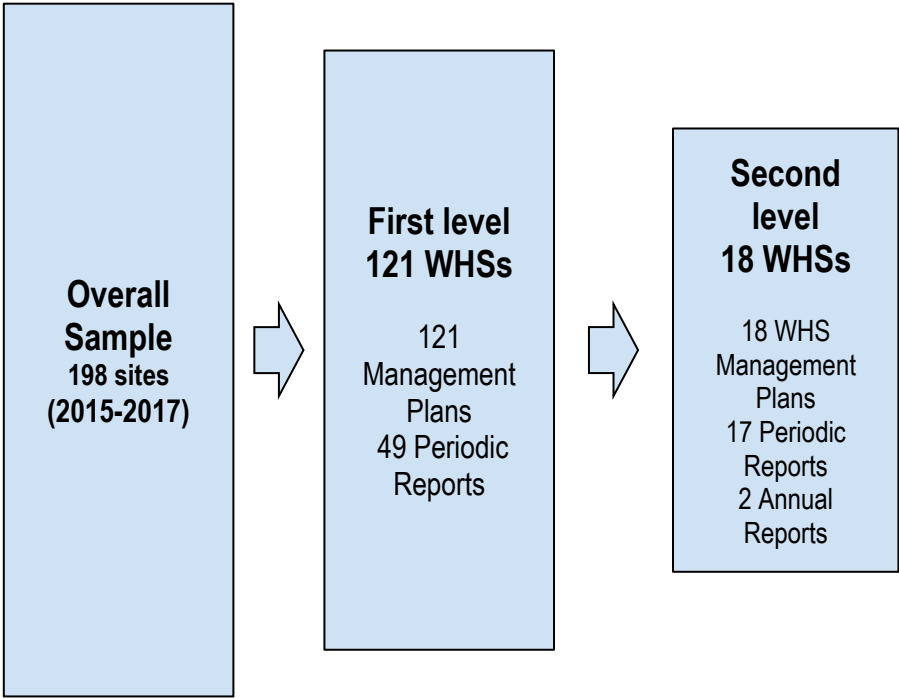 Overall
Sample
198 sites
(2015-2017)
First level
121 WHSs
121
Management
Plans
49 Periodic
Reports
Second
level
18 WHSs
18 WHS
Management
Plans
17 Periodic
Reports
2 Annual
Reports